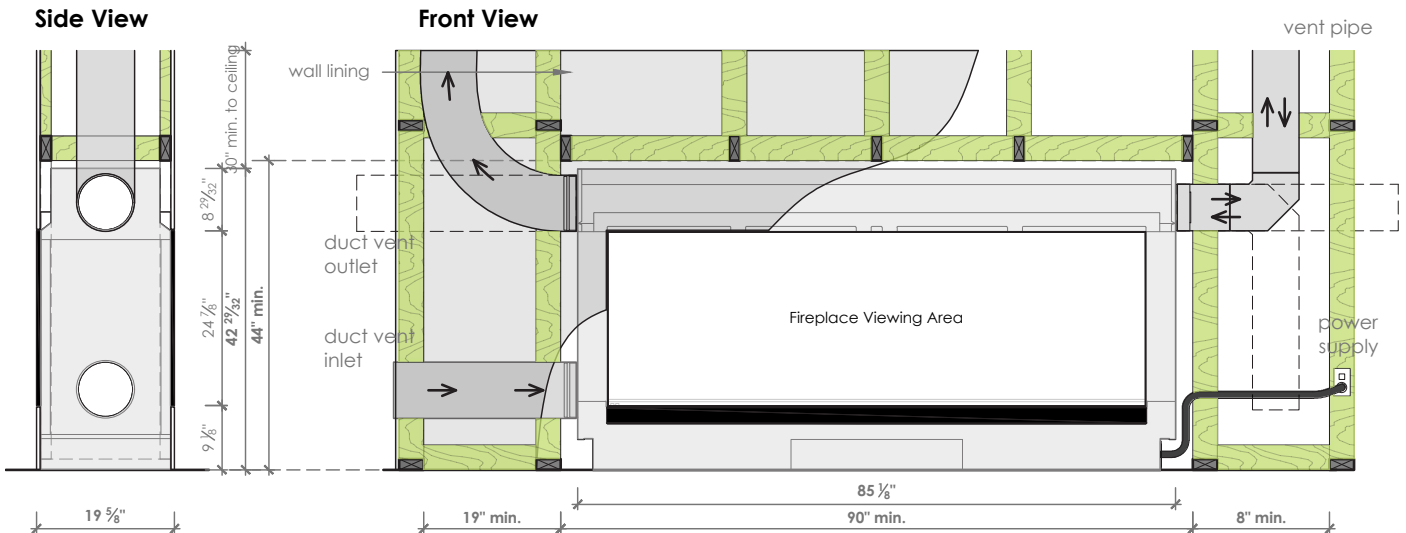 Side View
Front View
vent pipe
wall lining
30" min. to ceiling
8 29/32"
24 7/8"
42 29/32"
44" min.
9 1/8"
duct vent
outlet
duct vent
inlet
Fireplace Viewing Area
power
supply
19 5/8"
19" min.
85 1/8"
90" min.
8" min.